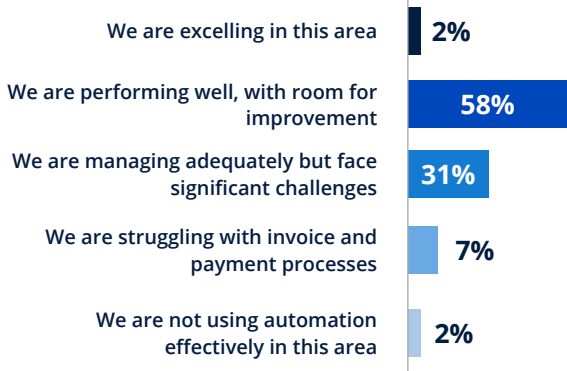 We are excelling in this area 2%
We are performing well, with room for
improvement 58%
We are managing adequately but face
significant challenges 31%
We are struggling with invoice and
payment processes 7%
We are not using automation
effectively in this area 2%